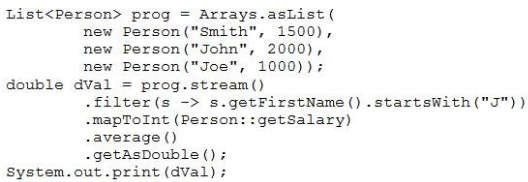 List<Person> prog = Arrays.asList(
        new Person("Smith", 1500),
        new Person("John", 2000),
        new Person("Joe", 1000));
double dVal = prog.stream()
        .filter(s -> s.getFirstName().startsWith("J"))
        .mapToInt(Person::getSalary)
        .average()
        .getAsDouble();
System.out.print(dVal);